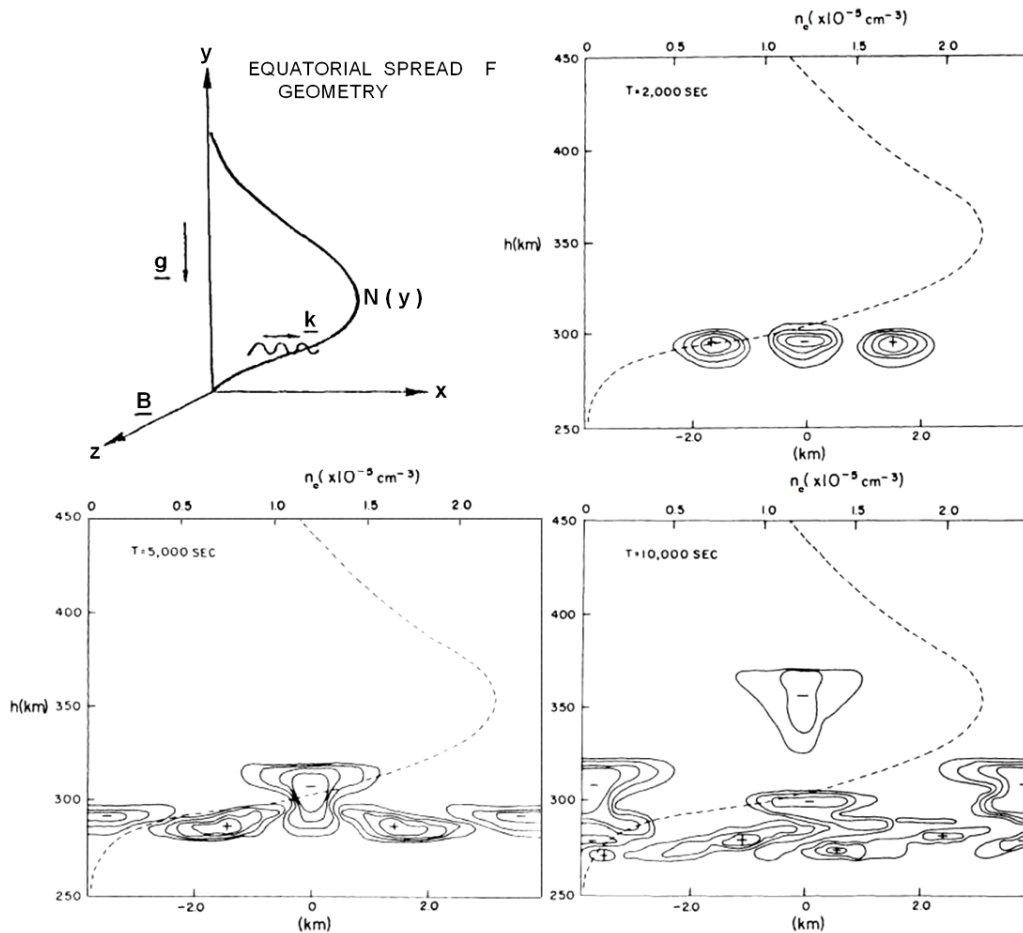 y
EQUATORIAL SPREAD F
GEOMETRY
g
N(y)
k
x
B
z
nₑ(x10⁻⁵ cm⁻³)
0 0.5 1.0 1.5 2.0
450
T=2,000 SEC
400
h(km) 350
+ − +
300
250
-2.0 0 2.0
(km)
nₑ(x10⁻⁵ cm⁻³)
0 0.5 1.0 1.5 2.0
450
T=5,000 SEC
400
h(km) 350
300
− + − + −
250
-2.0 0 2.0
(km)
nₑ(x10⁻⁵ cm⁻³)
0 0.5 1.0 1.5 2.0
450
T=10,000 SEC
400
h(km) 350
−
− − −
300
+ + + +
250
-2.0 0 2.0
(km)